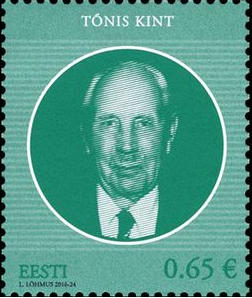 TÕNIS KINT
EESTI
0.65 €
L. LÕHMUS 2016-24